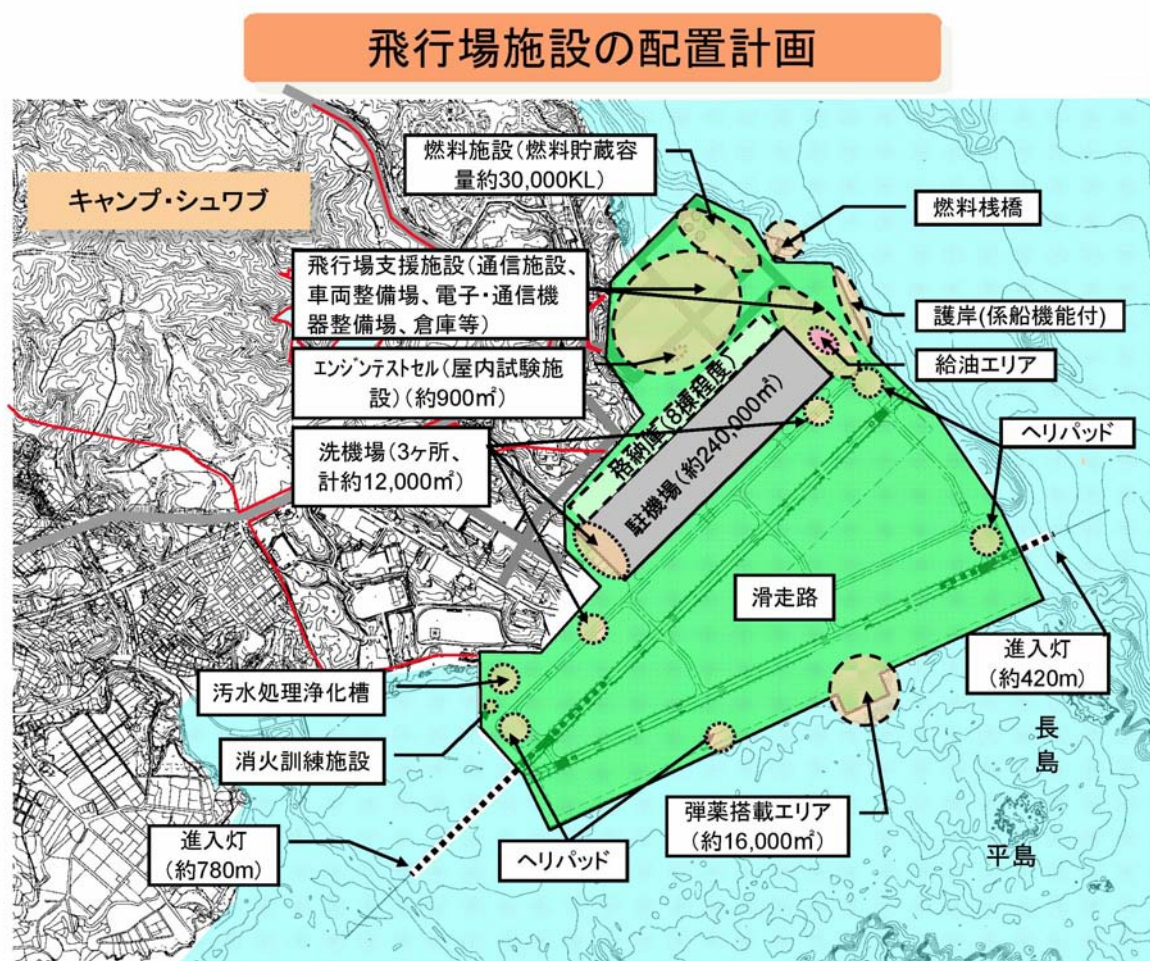 飛行場施設の配置計画
キャンプ・シュワブ
燃料施設(燃料貯蔵容
量約30,000KL)
燃料桟橋
飛行場支援施設(通信施設、
車両整備場、電子・通信機
器整備場、倉庫等)
護岸(係船機能付)
エンジンテストセル(屋内試験施
設)(約900㎡)
給油エリア
格納庫(8棟程度)
駐機場(約240,000㎡)
ヘリパッド
洗機場(3ヶ所、
計約12,000㎡)
滑走路
進入灯
(約420m)
汚水処理浄化槽
消火訓練施設
長島
弾薬搭載エリア
(約16,000㎡)
進入灯
(約780m)
ヘリパッド
平島